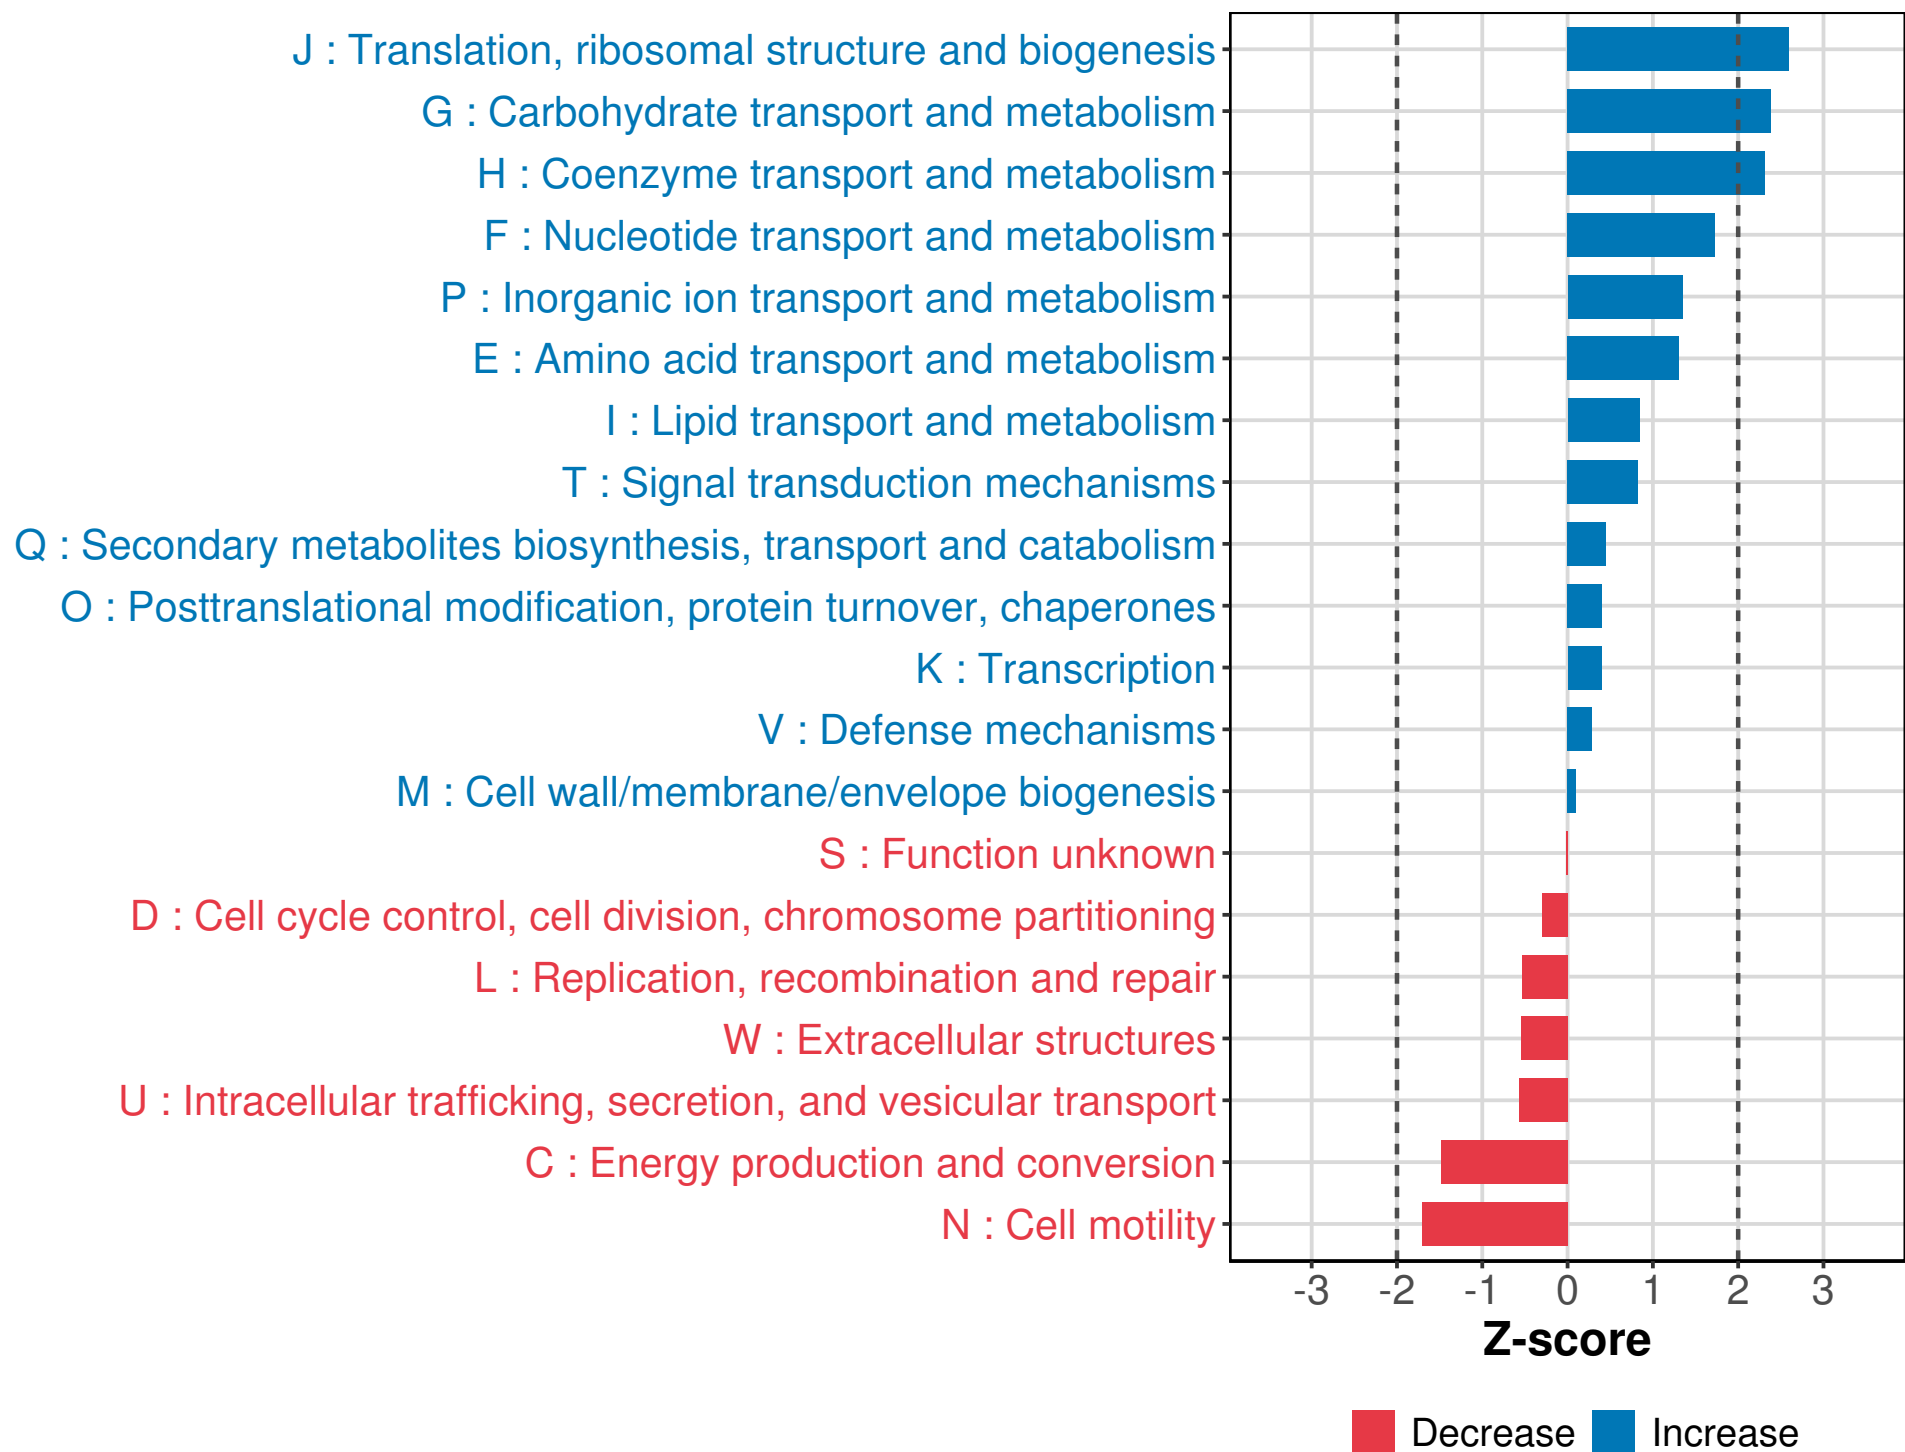 J : Translation, ribosomal structure and biogenesis
G : Carbohydrate transport and metabolism
H : Coenzyme transport and metabolism
F : Nucleotide transport and metabolism
P : Inorganic ion transport and metabolism
E : Amino acid transport and metabolism
I : Lipid transport and metabolism
T : Signal transduction mechanisms
Q : Secondary metabolites biosynthesis, transport and catabolism
O : Posttranslational modification, protein turnover, chaperones
K : Transcription
V : Defense mechanisms
M : Cell wall/membrane/envelope biogenesis
S : Function unknown
D : Cell cycle control, cell division, chromosome partitioning
L : Replication, recombination and repair
W : Extracellular structures
U : Intracellular trafficking, secretion, and vesicular transport
C : Energy production and conversion
N : Cell motility
-3 -2 -1 0 1 2 3
Z-score
Decrease Increase